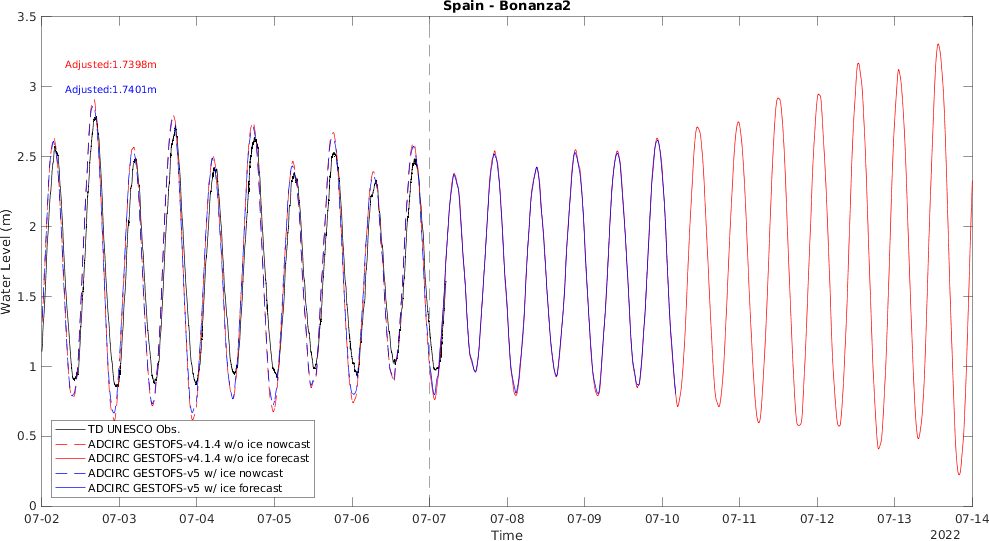 Spain - Bonanza2
3.5
3
2.5
2
1.5
1
0.5
0
Water Level (m)
Adjusted:1.7398m
Adjusted:1.7401m
TD UNESCO Obs.
ADCIRC GESTOFS-v4.1.4 w/o ice nowcast
ADCIRC GESTOFS-v4.1.4 w/o ice forecast
ADCIRC GESTOFS-v5 w/ ice nowcast
ADCIRC GESTOFS-v5 w/ ice forecast
07-02 07-03 07-04 07-05 07-06 07-07 07-08 07-09 07-10 07-11 07-12 07-13 07-14
Time
2022